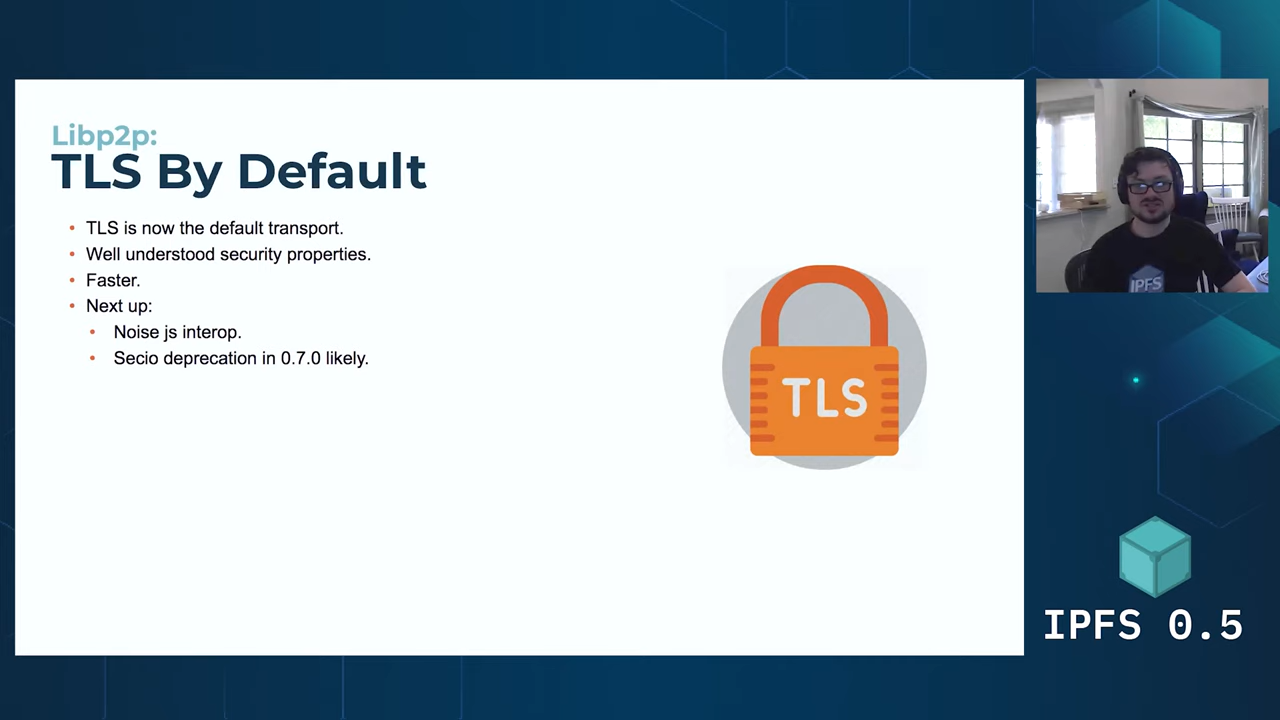 Libp2p:
TLS By Default
TLS is now the default transport.
Well understood security properties.
Faster.
Next up:
Noise js interop.
Secio deprecation in 0.7.0 likely.
TLS
IPFS
IPFS 0.5